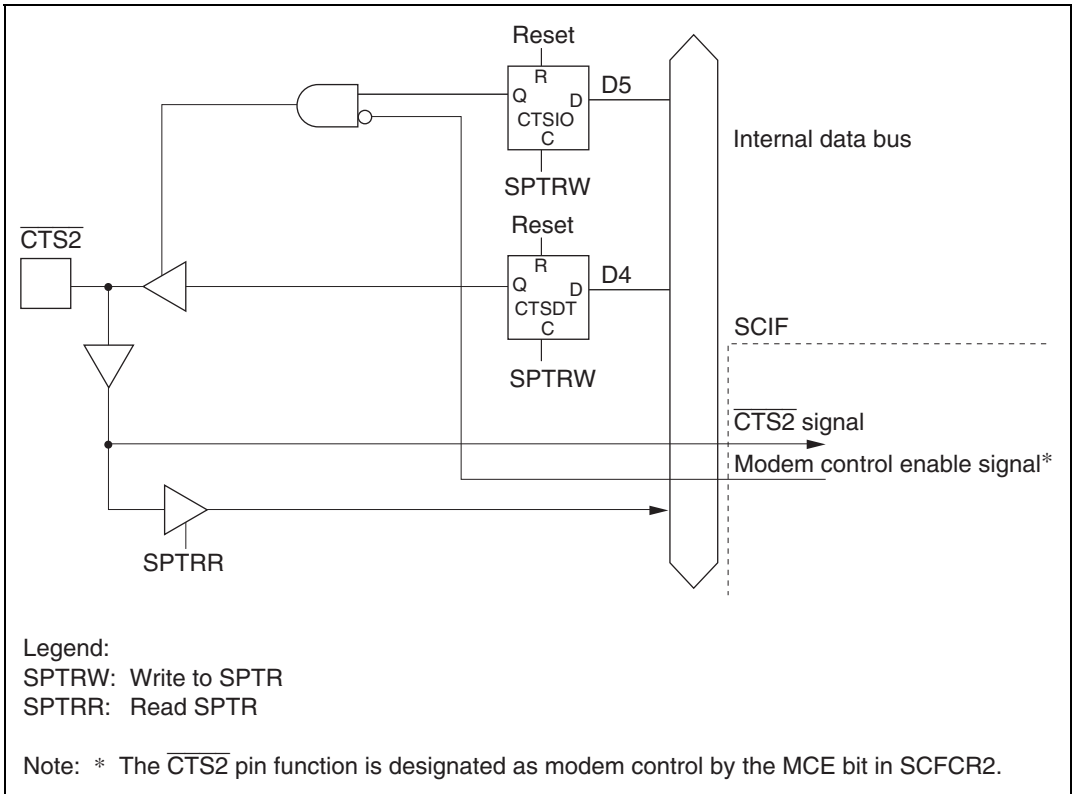 Reset
R
Q
D
CTSIO
C
D5
SPTRW
Internal data bus
Reset
R
Q
D
CTSDT
C
D4
SPTRW
CTS2
SCIF
CTS2 signal
Modem control enable signal*
SPTRR
Legend:
SPTRW: Write to SPTR
SPTRR: Read SPTR
Note: * The CTS2 pin function is designated as modem control by the MCE bit in SCFCR2.